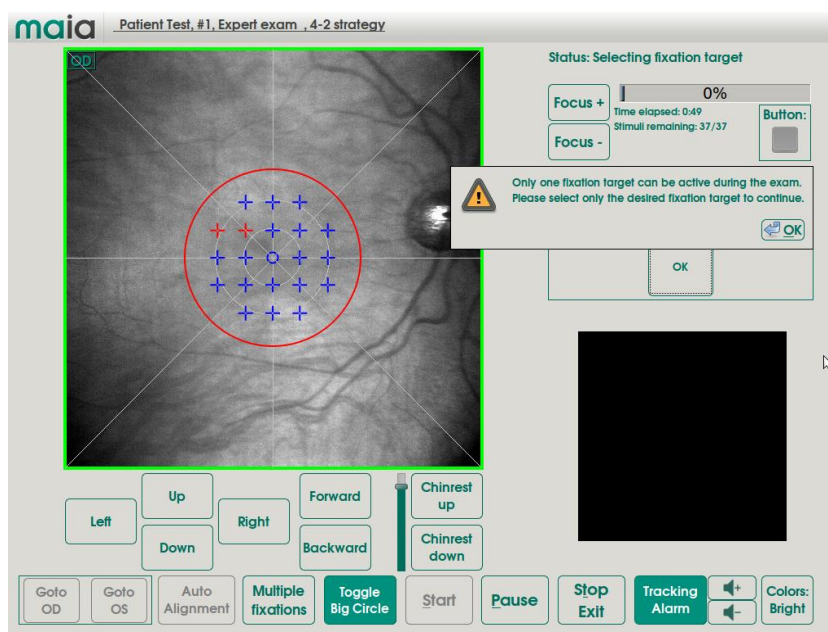 maia
Patient Test, #1, Expert exam , 4-2 strategy
OD
Status: Selecting fixation target
Focus +
0%
Time elapsed: 0:49
Stimuli remaining: 37/37
Focus -
Button:
Only one fixation target can be active during the exam.
Please select only the desired fixation target to continue.
OK
OK
Left
Up
Down
Right
Forward
Backward
Chinrest
up
Chinrest
down
Goto
OD
Goto
OS
Auto
Alignment
Multiple
fixations
Toggle
Big Circle
Start
Pause
Stop
Exit
Tracking
Alarm
+
-
Colors:
Bright